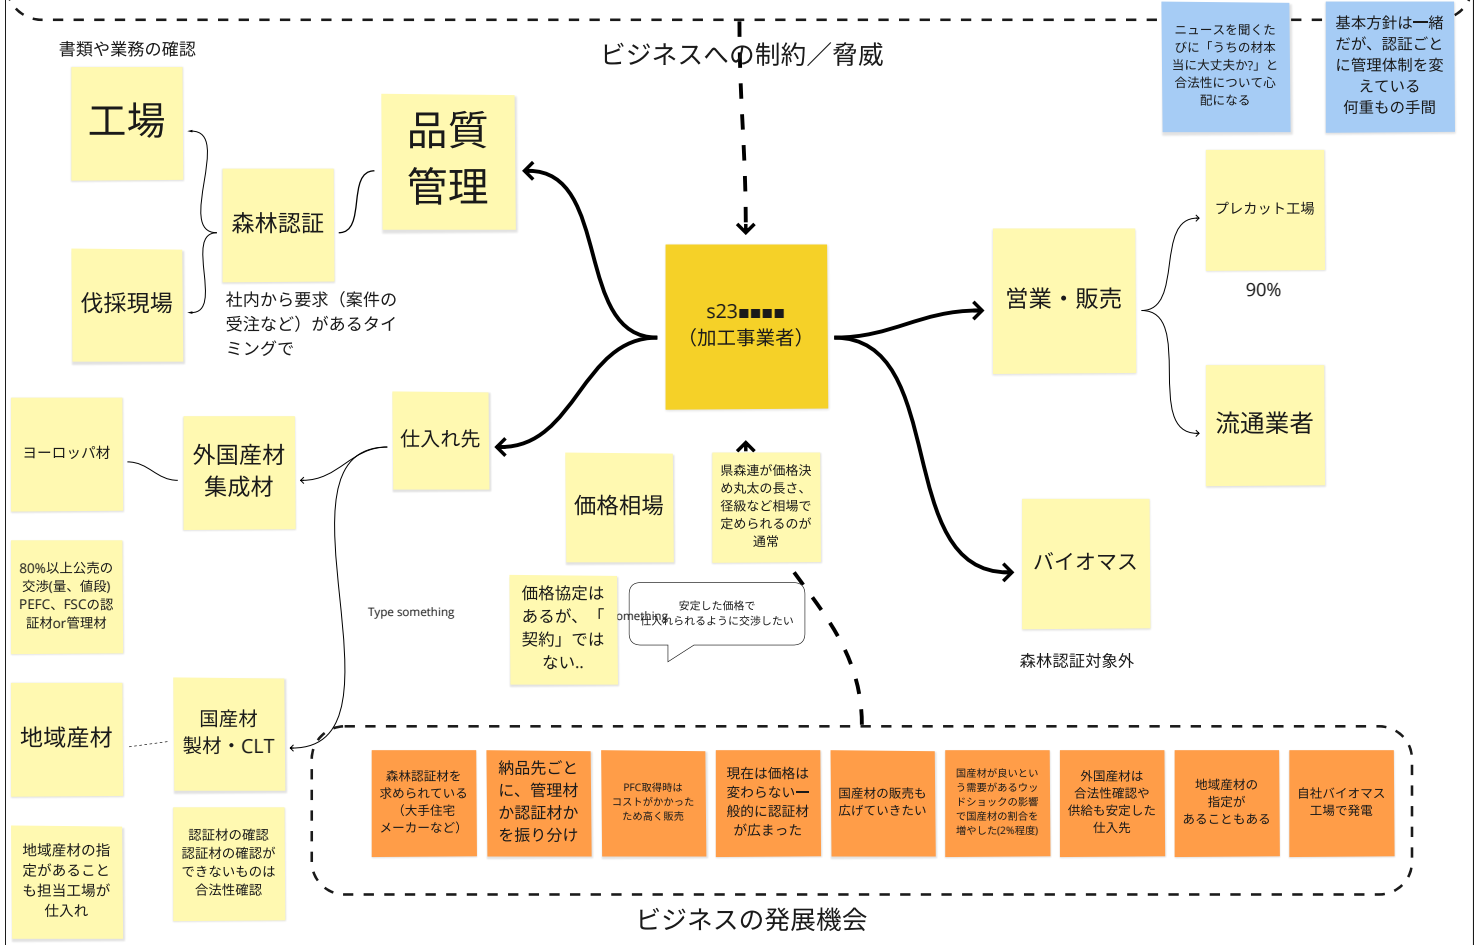 ビジネスへの制約／脅威
ニュースを聞くた
びに「うちの材本
当に大丈夫か?」と
合法性について心
配になる
基本方針は一緒
だが、認証ごと
に管理体制を変
えている
何重もの手間
書類や業務の確認
工場
品質
管理
森林認証
伐採現場
社内から要求（案件の
受注など）があるタイ
ミングで
s23■■■■
（加工事業者）
営業・販売
プレカット工場
90%
流通業者
バイオマス
森林認証対象外
仕入れ先
外国産材
集成材
ヨーロッパ材
80%以上公売の
交渉(量、値段)
PEFC、FSCの認
証材or管理材
価格相場
県森連が価格決
め丸太の長さ、
径級など相場で
定められるのが
通常
価格協定は
あるが、「
契約」では
ない..
Type something
omething
安定した価格で
仕入れられるように交渉したい
地域産材
国産材
製材・CLT
地域産材の指
定があること
も担当工場が
仕入れ
認証材の確認
認証材の確認が
できないものは
合法性確認
森林認証材を
求められている
（大手住宅
メーカーなど）
納品先ごと
に、管理材
か認証材か
を振り分け
PFC取得時は
コストがかかった
ため高く販売
現在は価格は
変わらない一
般的に認証材
が広まった
国産材の販売も
広げていきたい
国産材が良いとい
う需要があるウッ
ドショックの影響
で国産材の割合を
増やした(2%程度)
外国産材は
合法性確認や
供給も安定した
仕入先
地域産材の
指定が
あることもある
自社バイオマス
工場で発電
ビジネスの発展機会